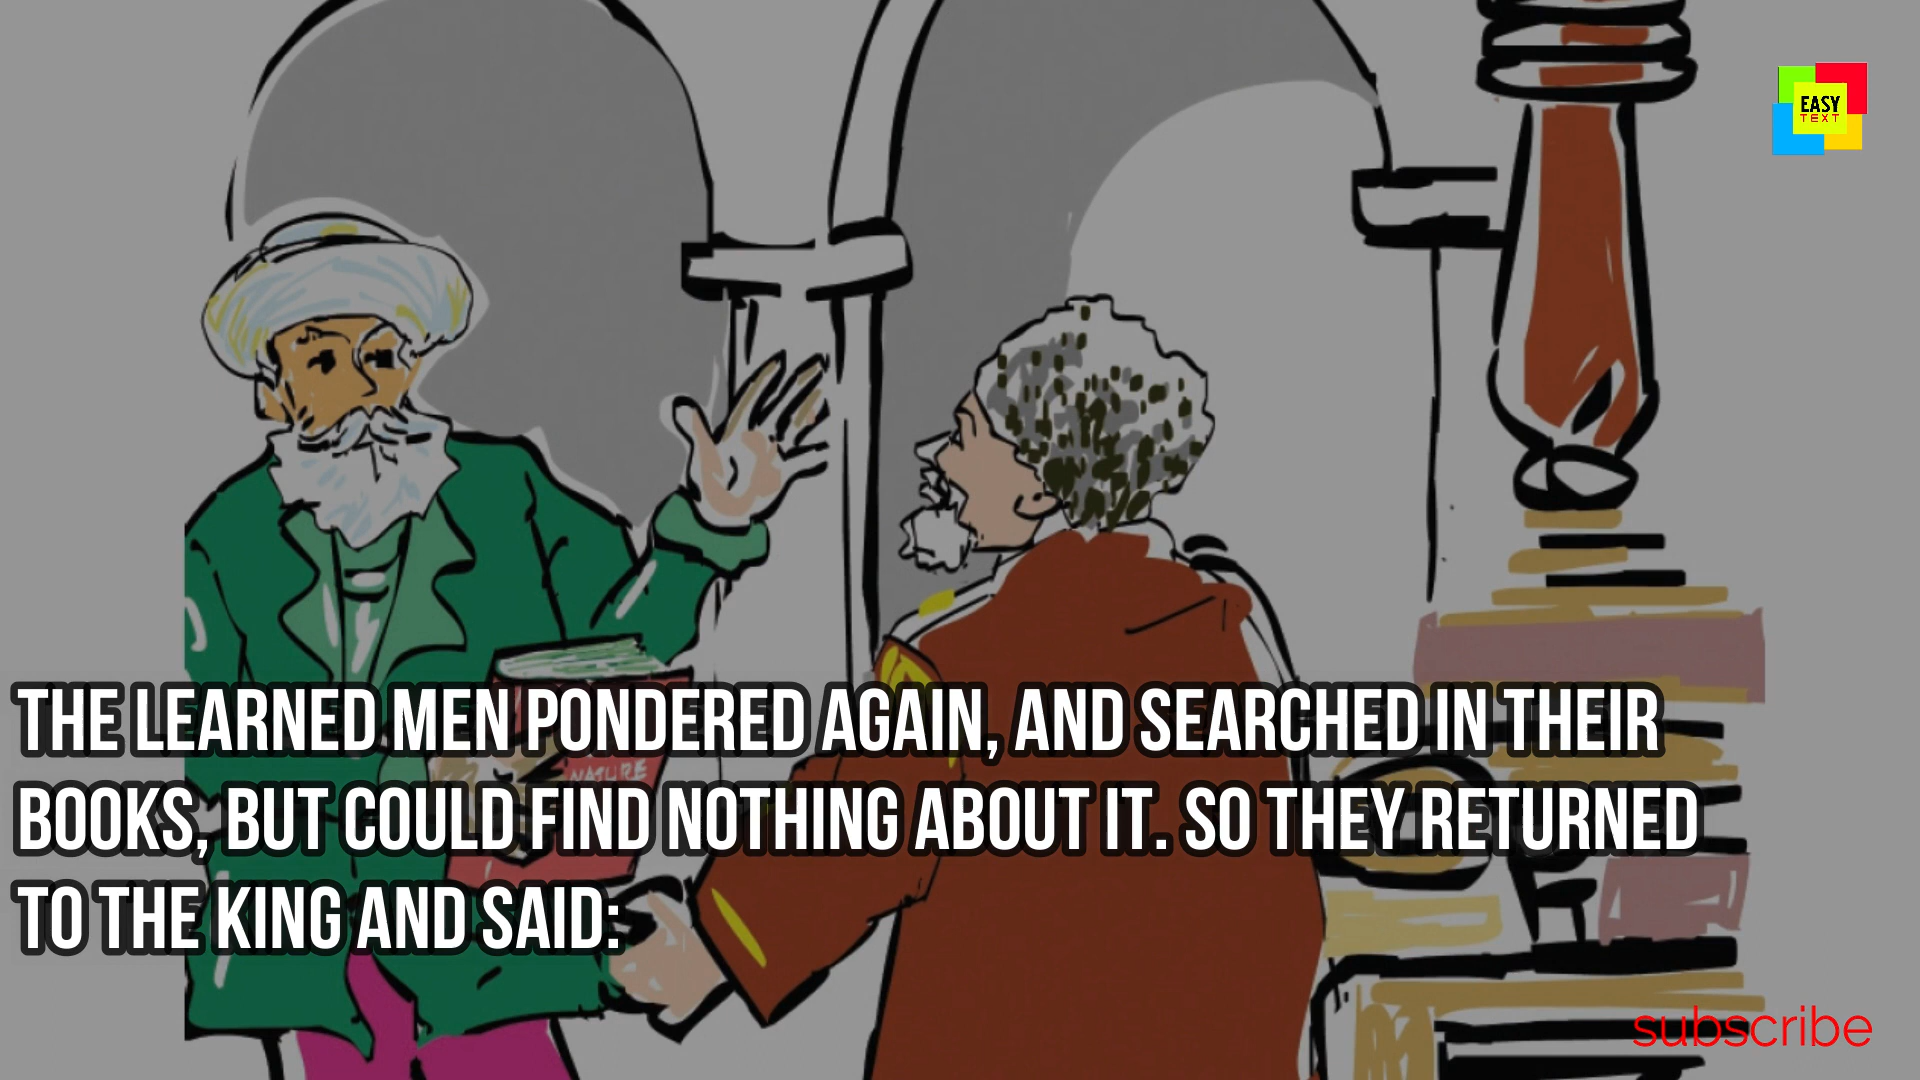 EASY
TEXT
THE LEARNED MEN PONDERED AGAIN, AND SEARCHED IN THEIR
NATURE
BOOKS, BUT COULD FIND NOTHING ABOUT IT. SO THEY RETURNED
TO THE KING AND SAID:
subscribe